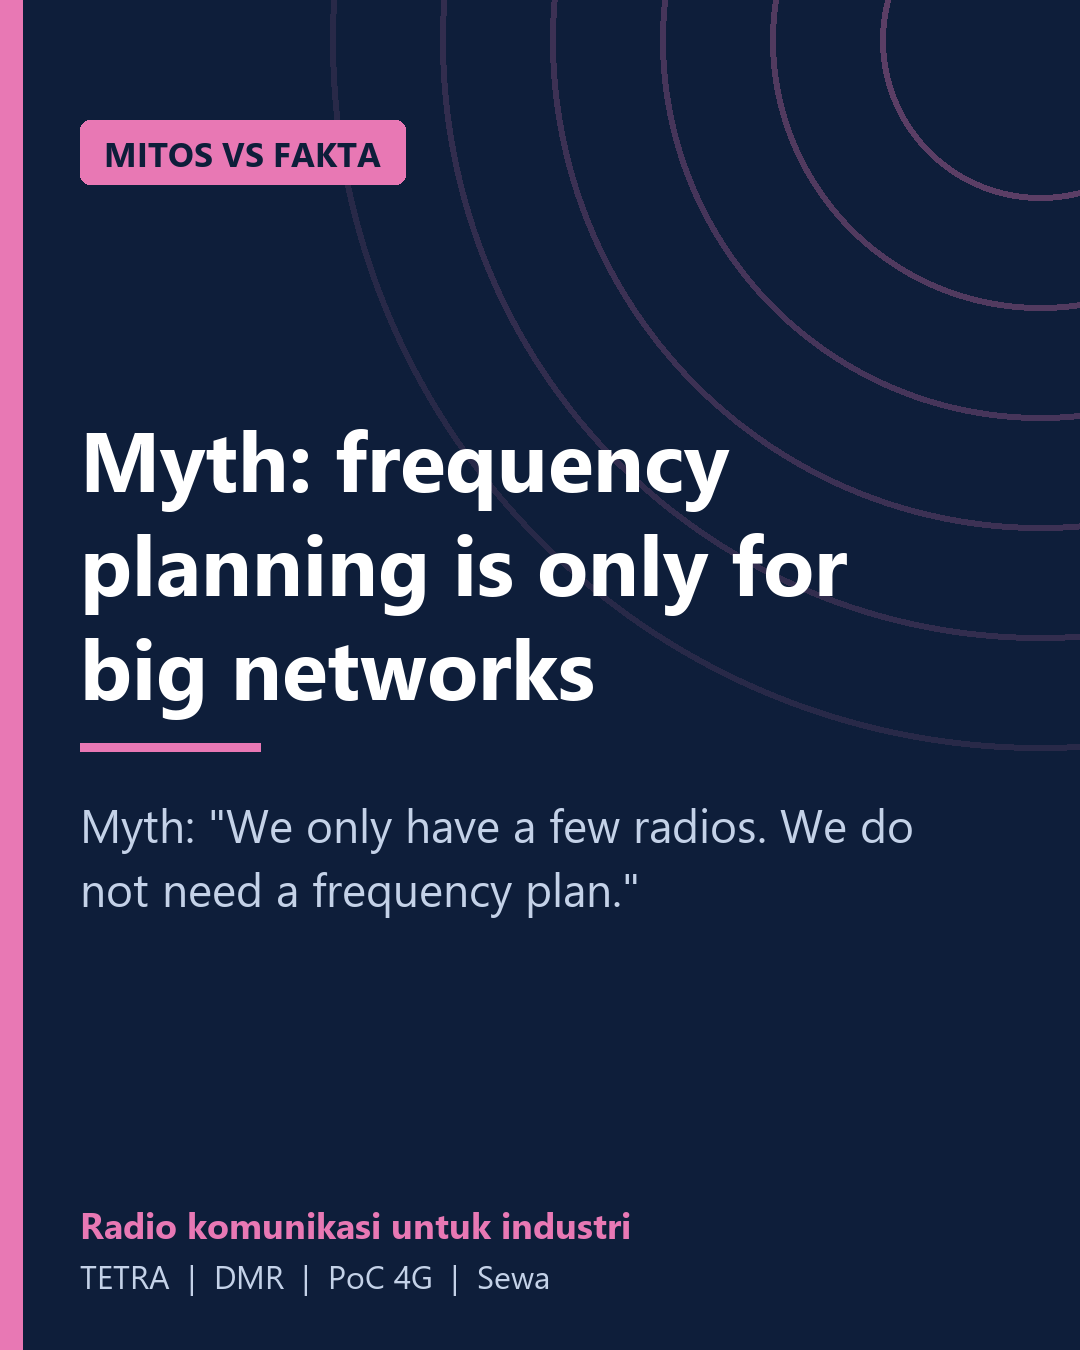 MITOS VS FAKTA
Myth: frequency
planning is only for
big networks
Myth: "We only have a few radios. We do
not need a frequency plan."
Radio komunikasi untuk industri
TETRA | DMR | PoC 4G | Sewa